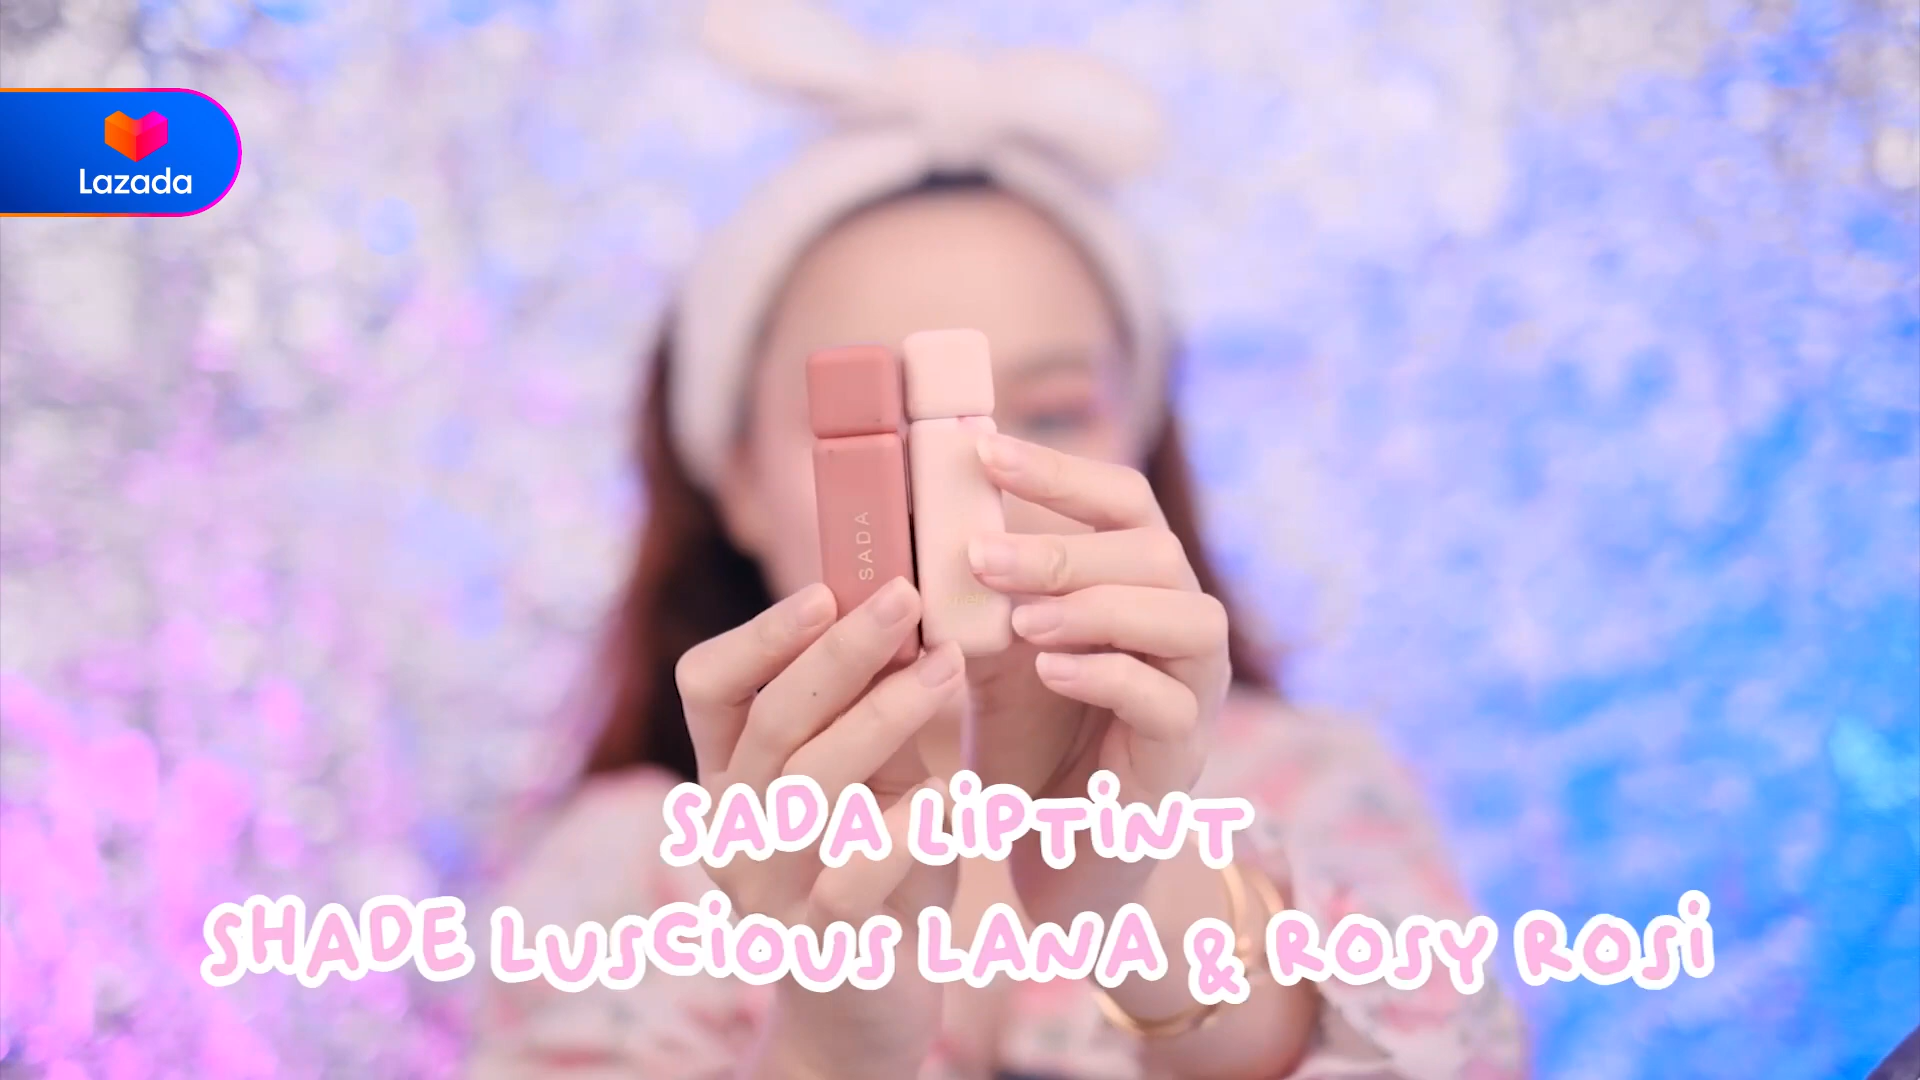 Lazada
SADA
SADA LIPTINT
SHADE LUSCIOUS LANA & ROSY ROSI